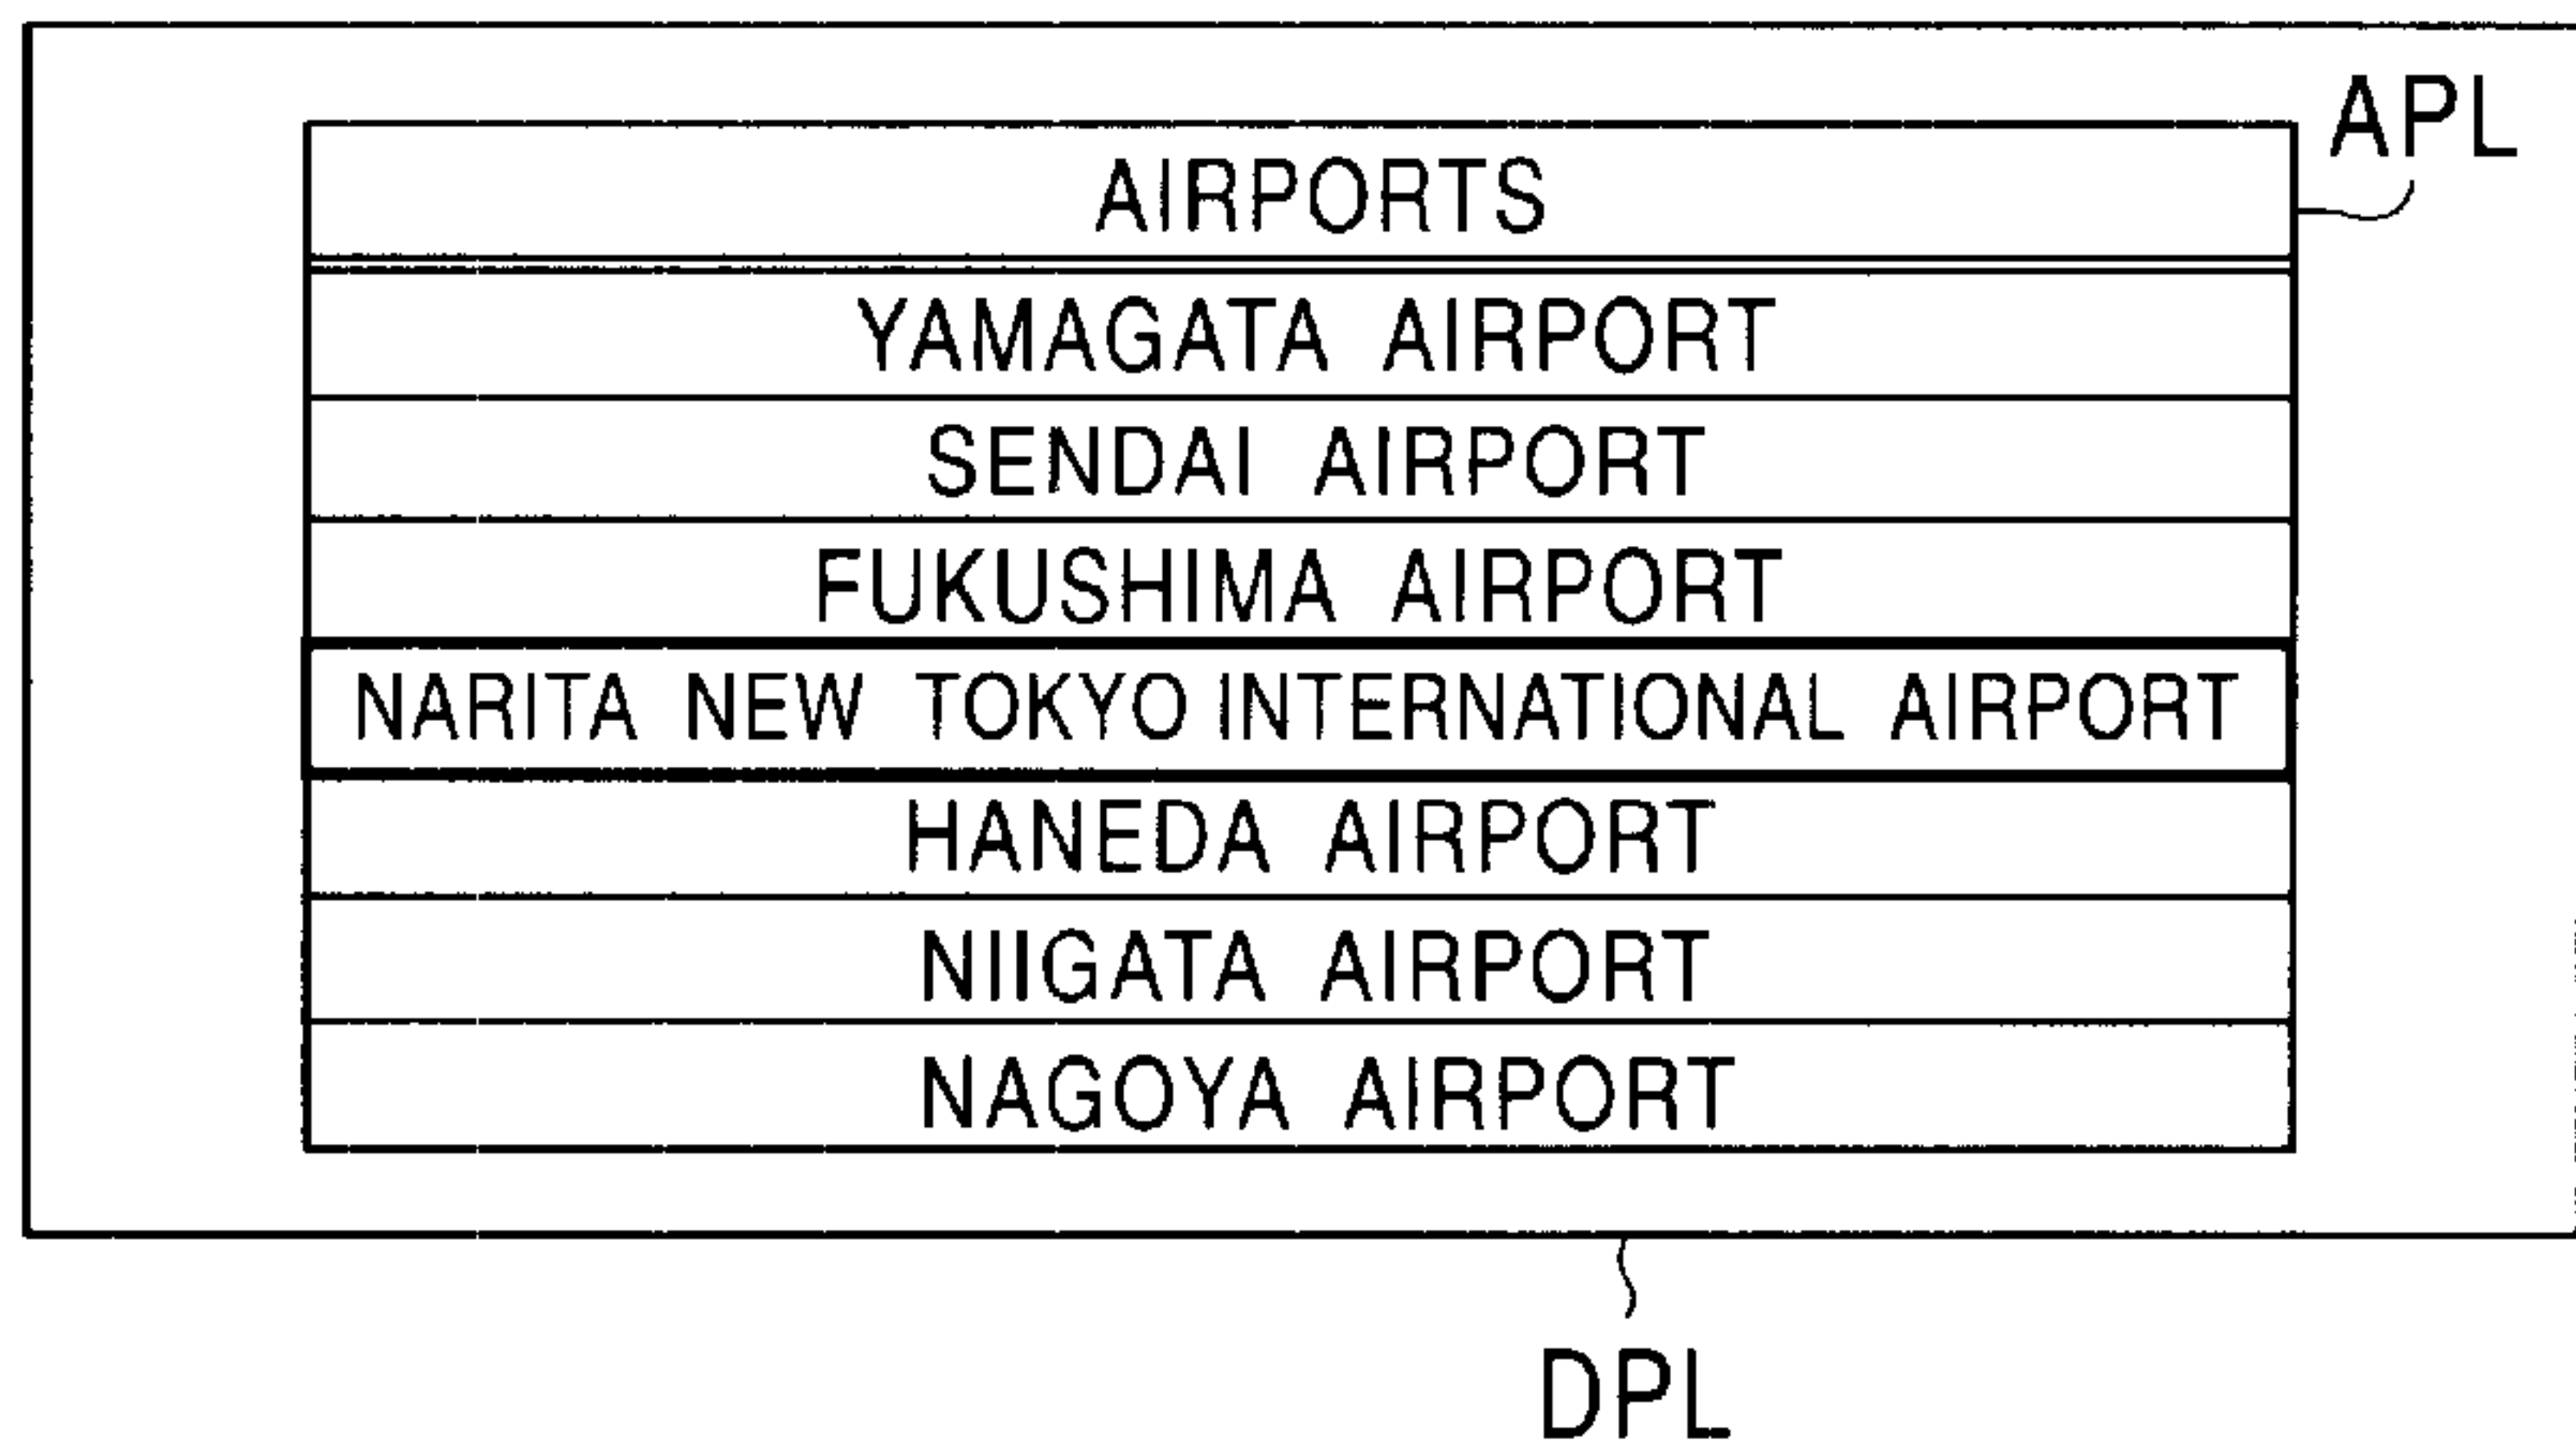 APL
AIRPORTS
YAMAGATA AIRPORT
SENDAI AIRPORT
FUKUSHIMA AIRPORT
NARITA NEW TOKYO INTERNATIONAL AIRPORT
HANEDA AIRPORT
NIIGATA AIRPORT
NAGOYA AIRPORT
DPL